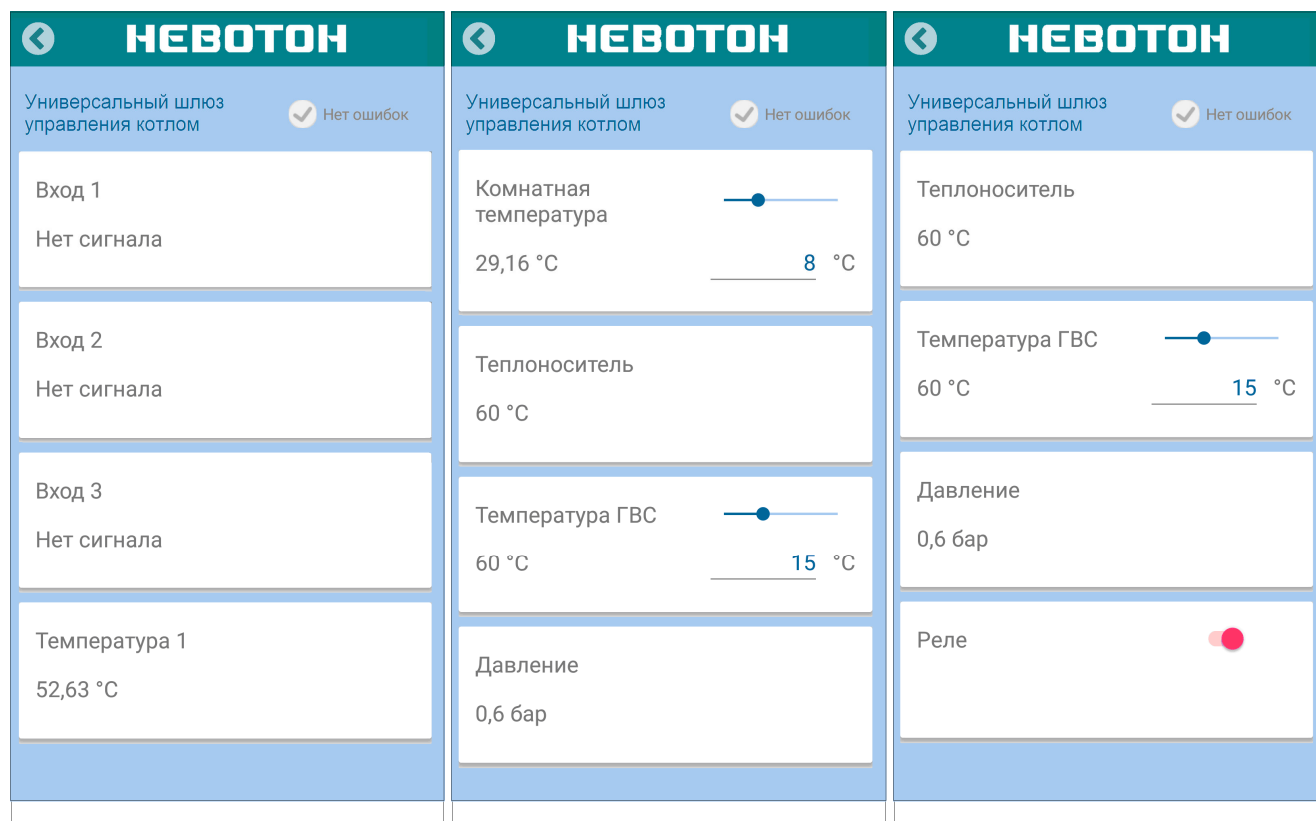 НЕВОТОН
Универсальный шлюз
управления котлом
Нет ошибок
Вход 1
Нет сигнала
Вход 2
Нет сигнала
Вход 3
Нет сигнала
Температура 1
52,63 °C
НЕВОТОН
Универсальный шлюз
управления котлом
Нет ошибок
Комнатная
температура
29,16 °C 8 °C
Теплоноситель
60 °C
Температура ГВС
60 °C 15 °C
Давление
0,6 бар
НЕВОТОН
Универсальный шлюз
управления котлом
Нет ошибок
Теплоноситель
60 °C
Температура ГВС
60 °C 15 °C
Давление
0,6 бар
Реле